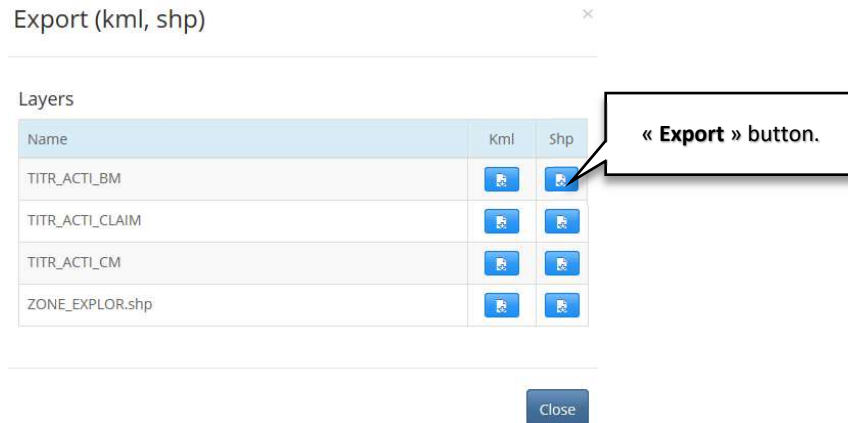 Export (kml, shp)
×
Layers
Name Kml Shp
TITR_ACTI_BM
TITR_ACTI_CLAIM
TITR_ACTI_CM
ZONE_EXPLOR.shp
« Export » button.
Close